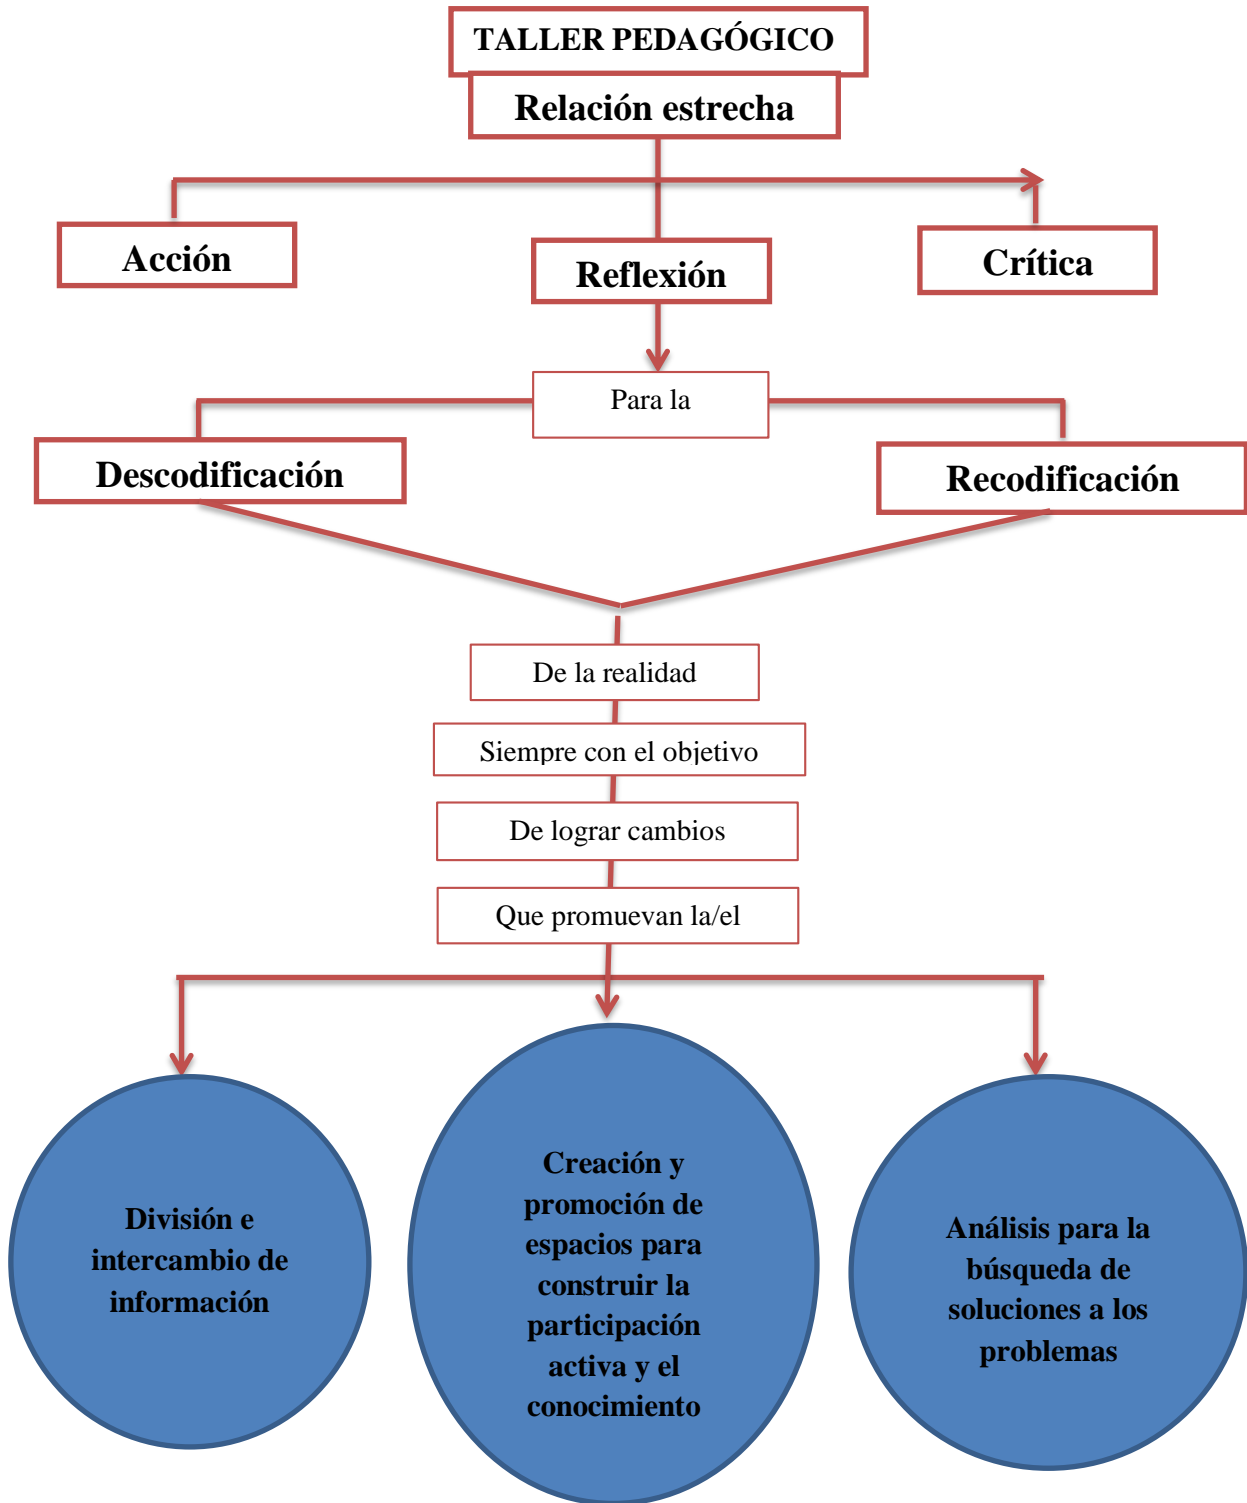 TALLER PEDAGÓGICO
Relación estrecha
Acción
Reflexión
Crítica
Para la
Descodificación
Recodificación
De la realidad
Siempre con el objetivo
De lograr cambios
Que promuevan la/el
División e
intercambio de
información
Creación y
promoción de
espacios para
construir la
participación
activa y el
conocimiento
Análisis para la
búsqueda de
soluciones a los
problemas